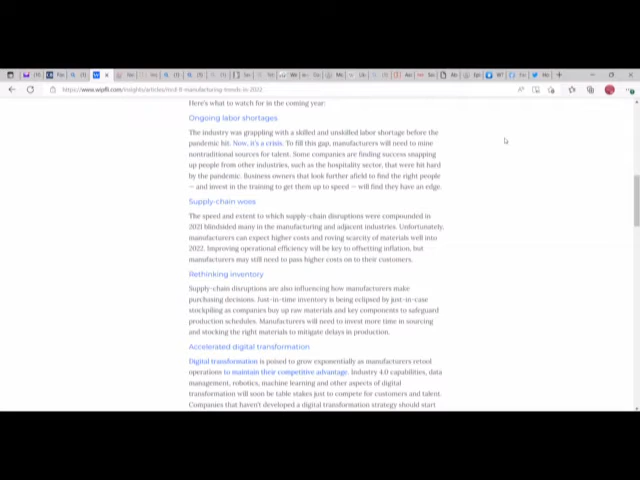 https://www.wipfli.com/insights/articles/mcd-6-manufacturing-trends-in-2022
Here's what to watch for in the coming year:
Ongoing labor shortages
The industry was grappling with a skilled and unskilled labor shortage before the
pandemic hit. Now, it's a crisis. To fill this gap, manufacturers will need to mine
nontraditional sources for talent. Some companies are finding success snapping
up people from other industries, such as the hospitality sector, that were hit hard
by the pandemic. Business owners that look further afield to find the right people
— and invest in the training to get them up to speed — will find they have an edge.
Supply-chain woes
The speed and extent to which supply-chain disruptions were compounded in
2021 blindsided many in the manufacturing and adjacent industries. Unfortunately,
manufacturers can expect higher costs and roving scarcity of materials well into
2022. Improving operational efficiency will be key to offsetting inflation, but
manufacturers may still need to pass higher costs on to their customers.
Rethinking inventory
Supply-chain disruptions are also influencing how manufacturers make
purchasing decisions. Just-in-time inventory is being eclipsed by just-in-case
stockpiling as companies buy up raw materials and key components to safeguard
production schedules. Manufacturers will need to invest more time in sourcing
and stocking the right materials to mitigate delays in production.
Accelerated digital transformation
Digital transformation is poised to grow exponentially as manufacturers retool
operations to maintain their competitive advantage. Industry 4.0 capabilities, data
management, robotics, machine learning and other aspects of digital
transformation will soon be table stakes just to compete for customers and talent.
Companies that haven't developed a digital transformation strategy should start